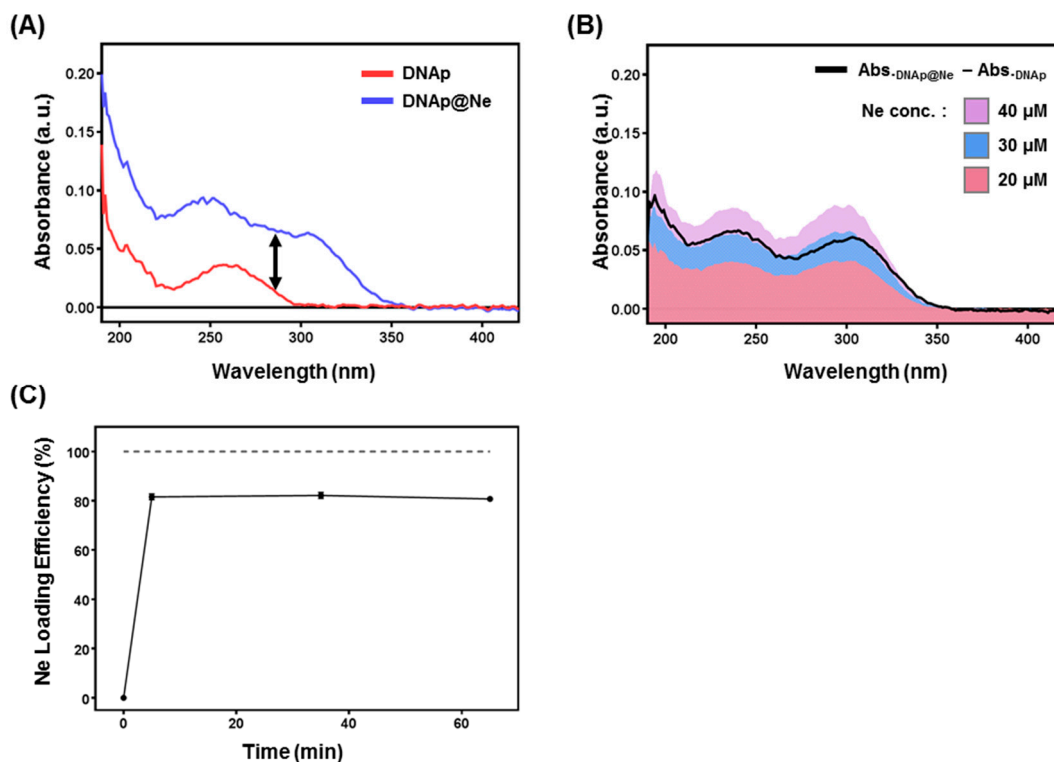 (A)
Absorbance (a. u.)
0.20
0.15
0.10
0.05
0.00
DNAp
DNAp@Ne
200
250
300
350
400
Wavelength (nm)
(B)
Absorbance (a. u.)
0.20
0.15
0.10
0.05
0.00
Abs.DNAp@Ne – Abs.DNAp
Ne conc. :
40 μM
30 μM
20 μM
200
250
300
350
400
Wavelength (nm)
(C)
Ne Loading Efficiency (%)
100
80
60
40
20
0
0
20
40
60
Time (min)